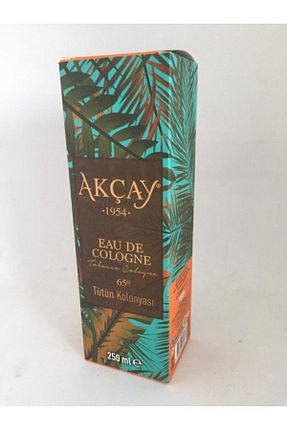 AKÇAY®
·1954·
EAU DE
COLOGNE
Tobacco Cologne
65°
Tütün Kolonyası
250 ml e